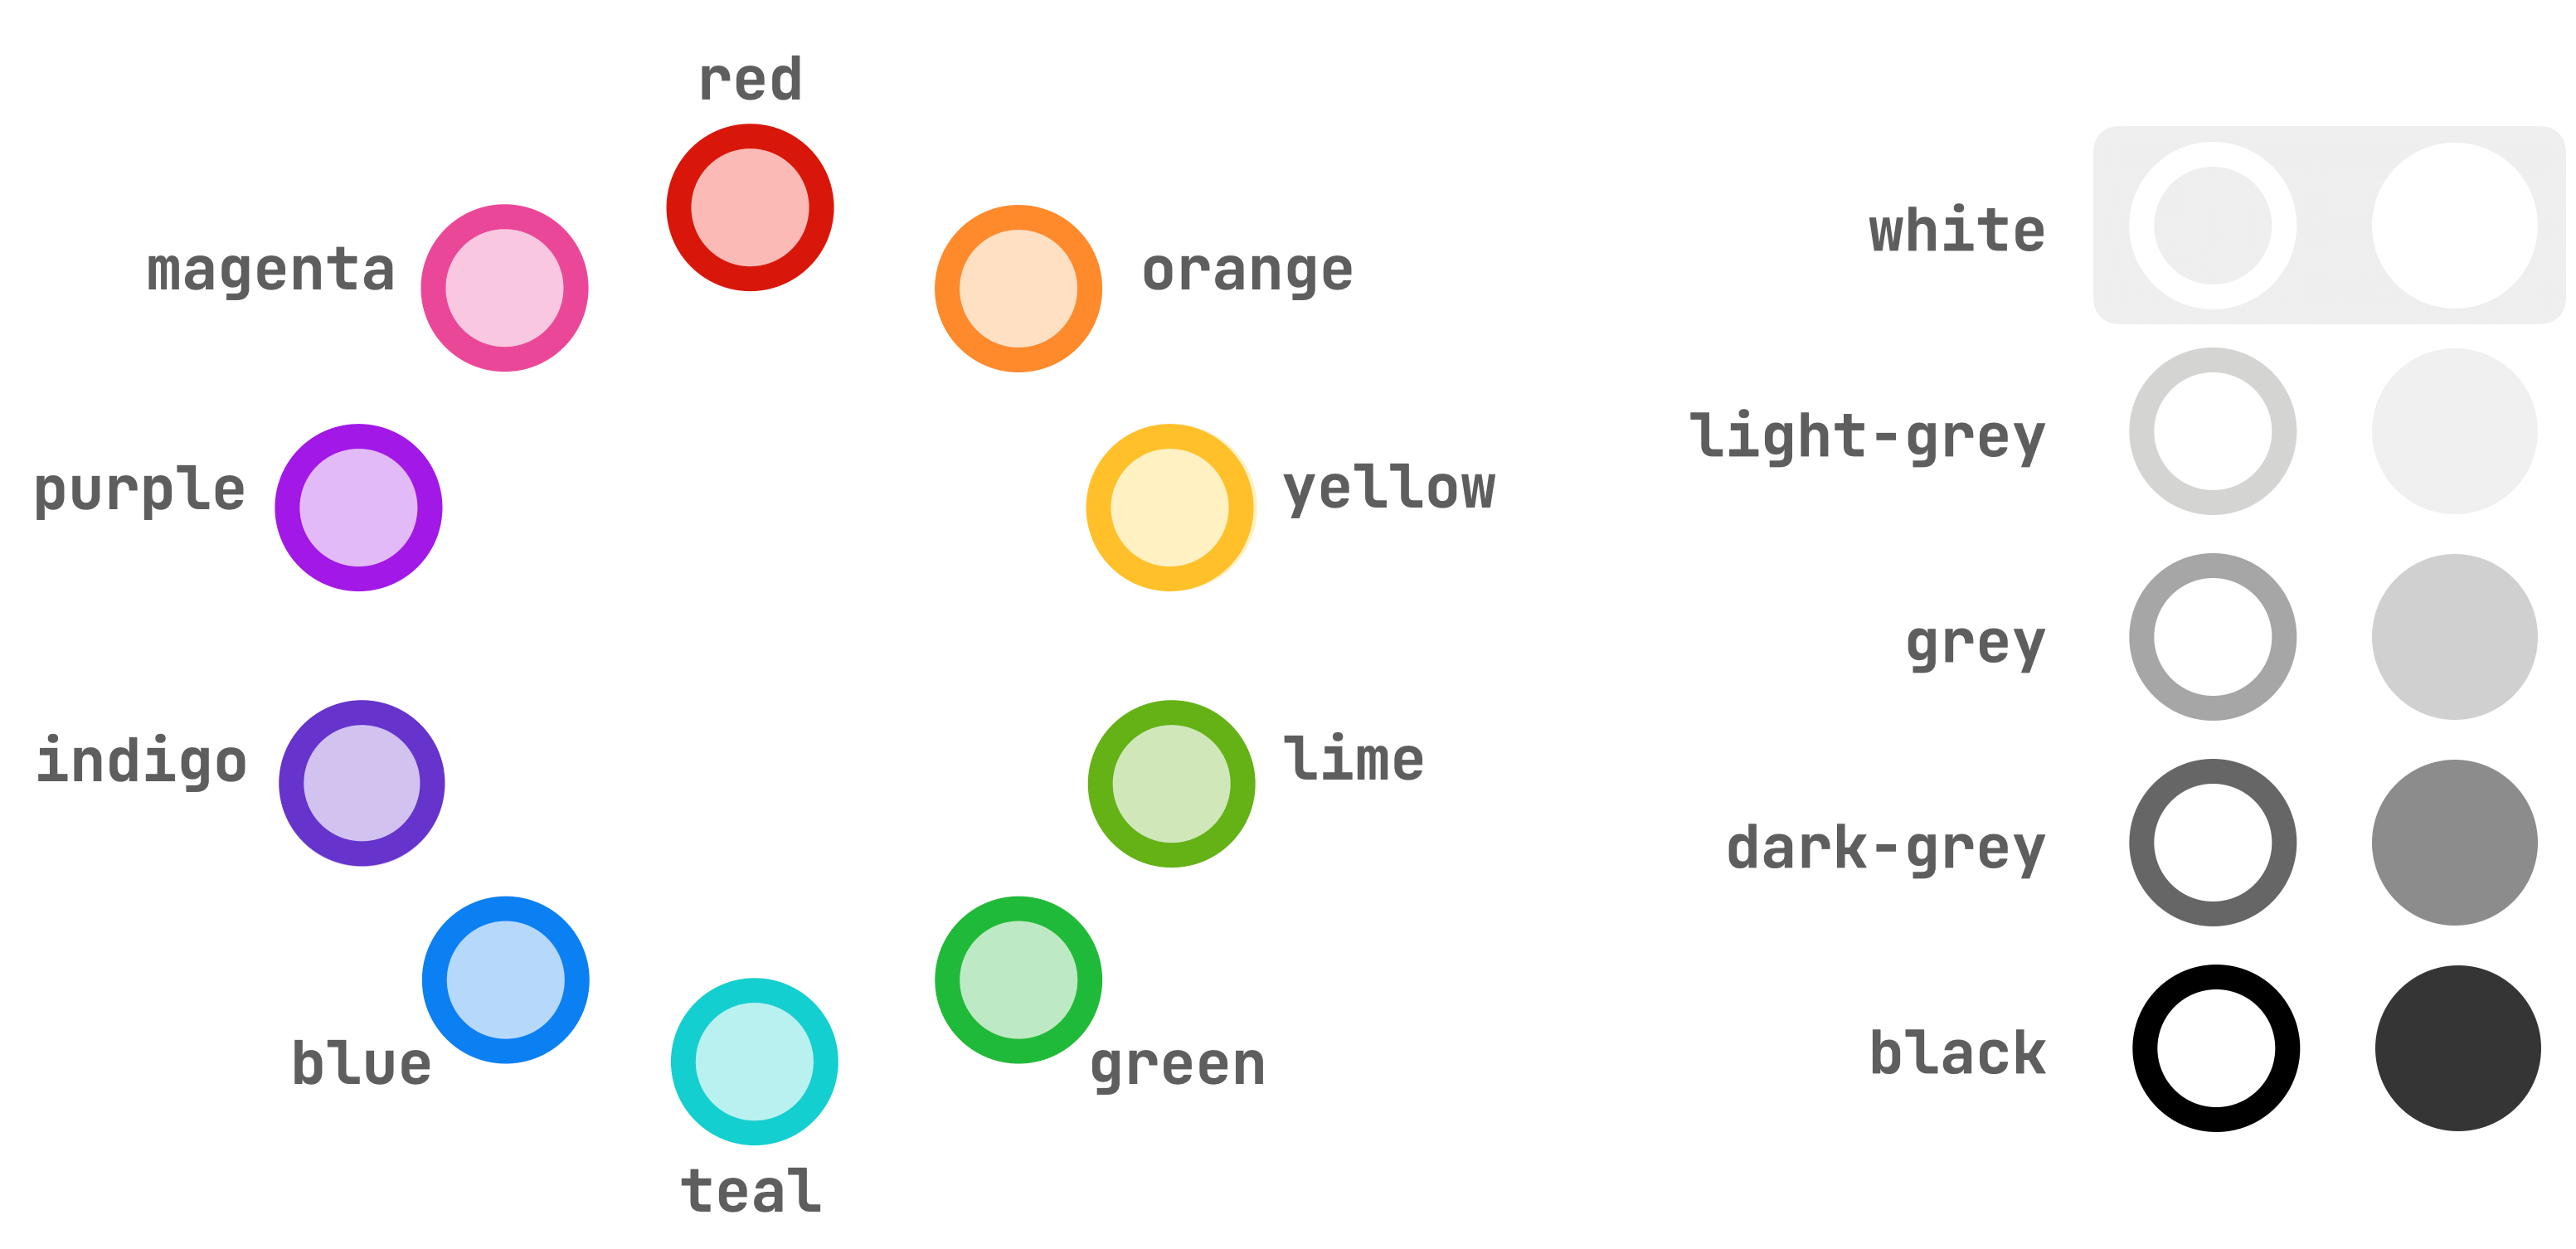 red
magenta
orange
purple
yellow
indigo
lime
blue
green
teal
white
light-grey
grey
dark-grey
black